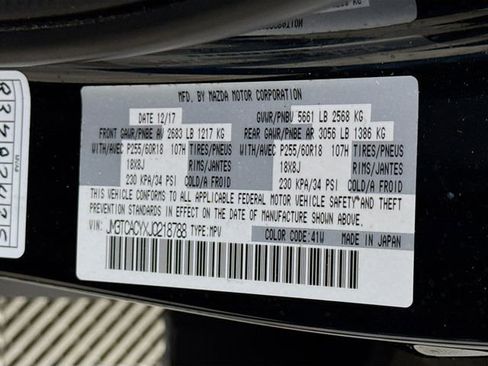 MFD. BY MAZDA MOTOR CORPORATION
DATE 12/17 GVWR/PNBV 5661 LB 2568 KG
FRONT GAWR/PNBE AV 2683 LB 1217 KG REAR GAWR/PNBE AR 3056 LB 1386 KG
WITH/AVEC P255/60R18 107H TIRES/PNEUS WITH/AVEC P255/60R18 107H TIRES/PNEUS
18X8J RIMS/JANTES 18X8J RIMS/JANTES
230 KPA/34 PSI COLD/A FROID 230 KPA/34 PSI COLD/A FROID
THIS VEHICLE CONFORMS TO ALL APPLICABLE FEDERAL MOTOR VEHICLE SAFETY AND THEFT
PREVENTION STANDARDS IN EFFECT ON THE DATE OF MANUFACTURE SHOWN ABOVE.
VIN: JM3TCACYXJ0218788 TYPE: MPV COLOR CODE: 41W MADE IN JAPAN